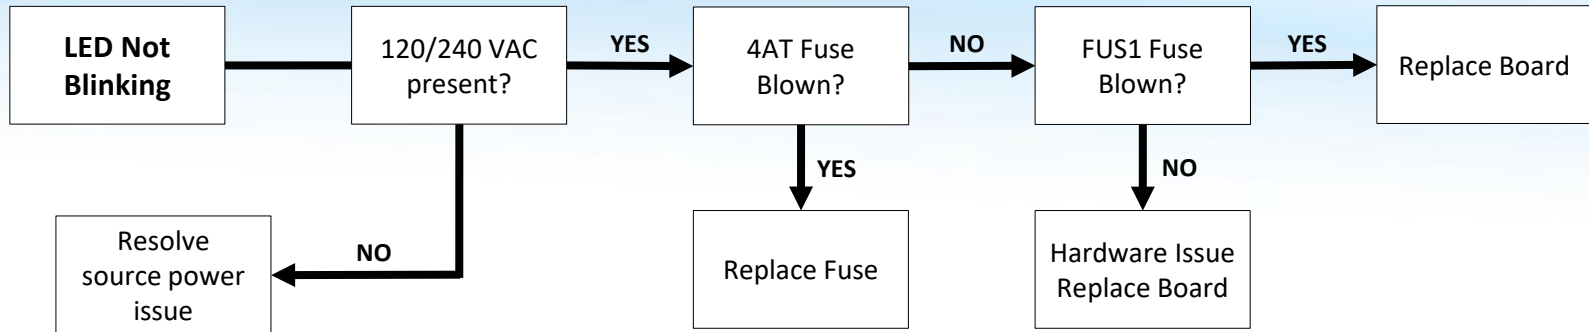 LED Not
Blinking
120/240 VAC
present?
YES
4AT Fuse
Blown?
NO
FUS1 Fuse
Blown?
YES
Replace Board
NO
Resolve
source power
issue
YES
Replace Fuse
NO
Hardware Issue
Replace Board